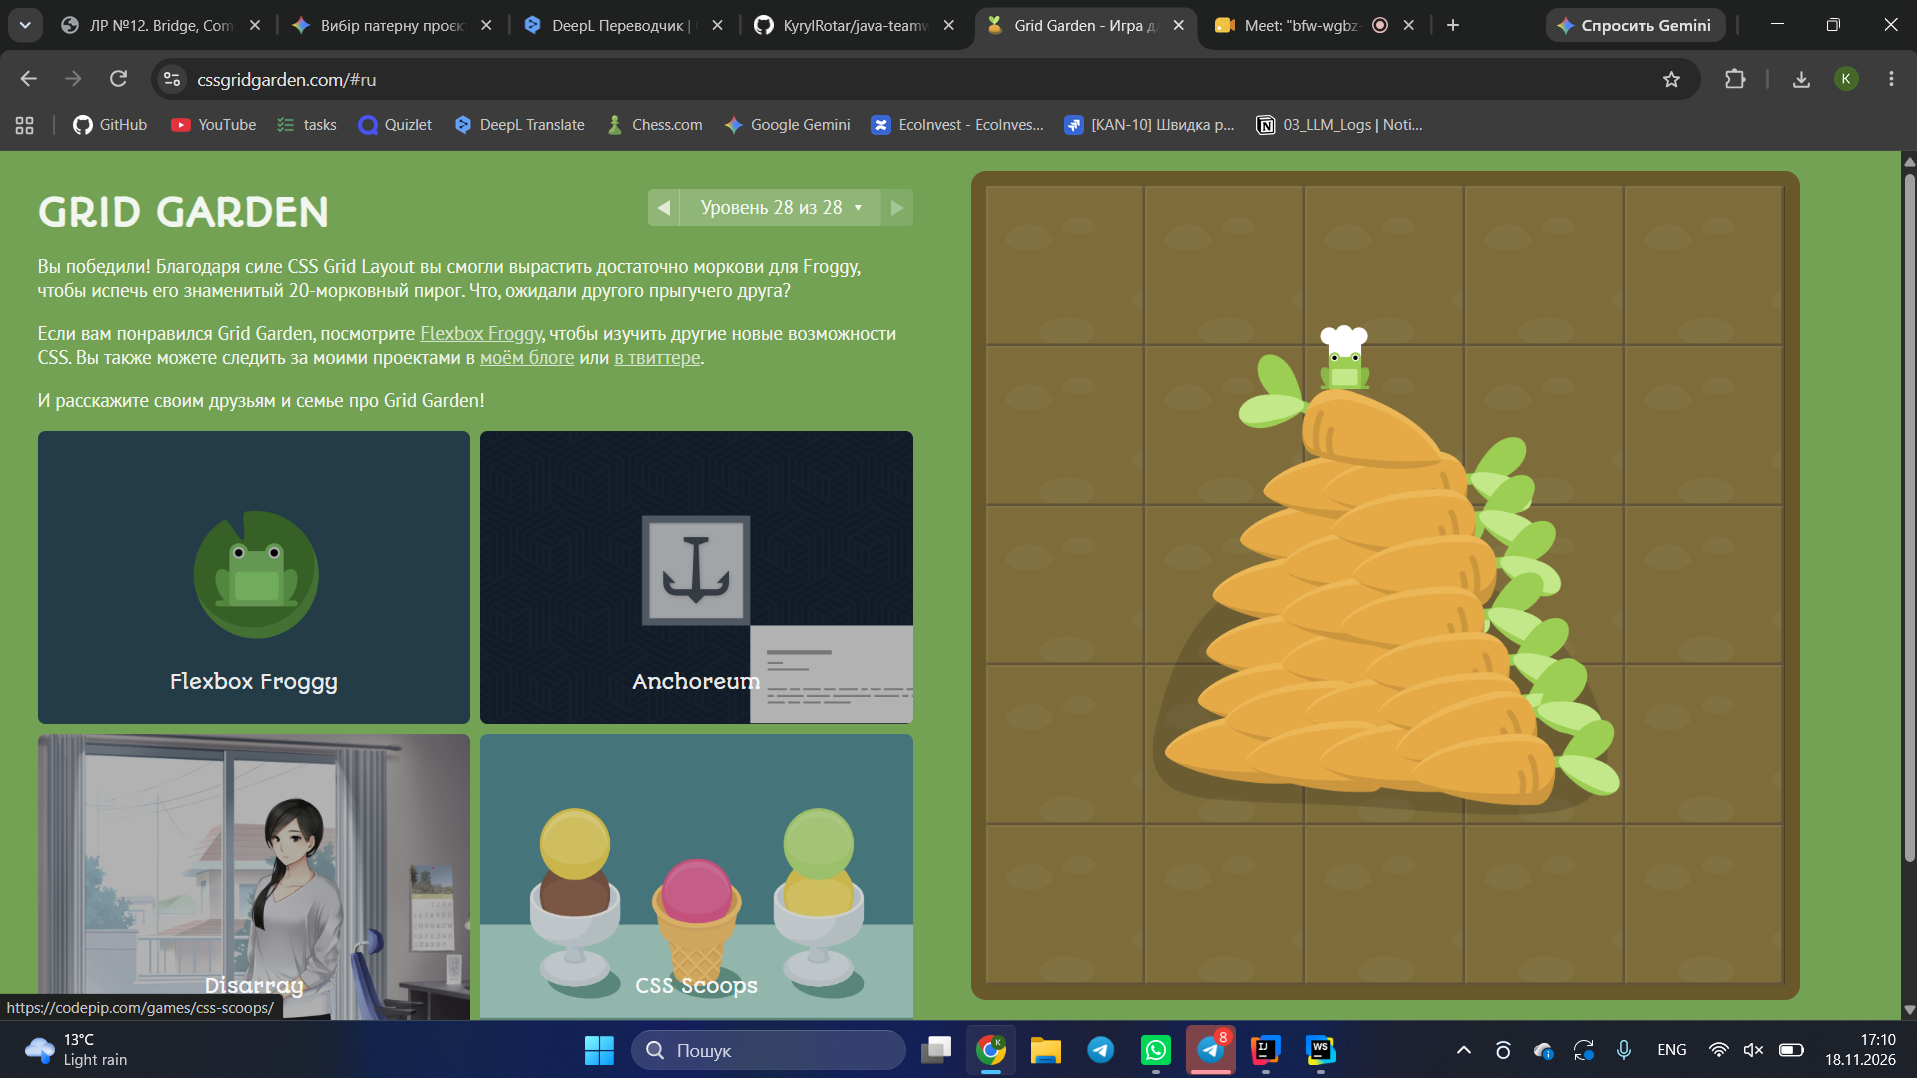 ЛР №12. Bridge, Com
Вибір патерну проєк
DeepL Переводчик |
KyrylRotar/java-teamw
Grid Garden - Игра д
Meet: "bfw-wgbz-
Спросить Gemini
cssgridgarden.com/#ru
K
GitHub
YouTube
tasks
Quizlet
DeepL Translate
Chess.com
Google Gemini
EcoInvest - EcoInves...
[KAN-10] Швидка р...
03_LLM_Logs | Noti...
GRID GARDEN
Уровень 28 из 28
Вы победили! Благодаря силе CSS Grid Layout вы смогли вырастить достаточно моркови для Froggy,
чтобы испечь его знаменитый 20-морковный пирог. Что, ожидали другого прыгучего друга?
Если вам понравился Grid Garden, посмотрите Flexbox Froggy, чтобы изучить другие новые возможности
CSS. Вы также можете следить за моими проектами в моём блоге или в твиттере.
И расскажите своим друзьям и семье про Grid Garden!
Flexbox Froggy
Anchoreum
Disarray
CSS Scoops
https://codepip.com/games/css-scoops/
13°C
Light rain
Пошук
K
8
IJ
WS
ENG
17:10
18.11.2026